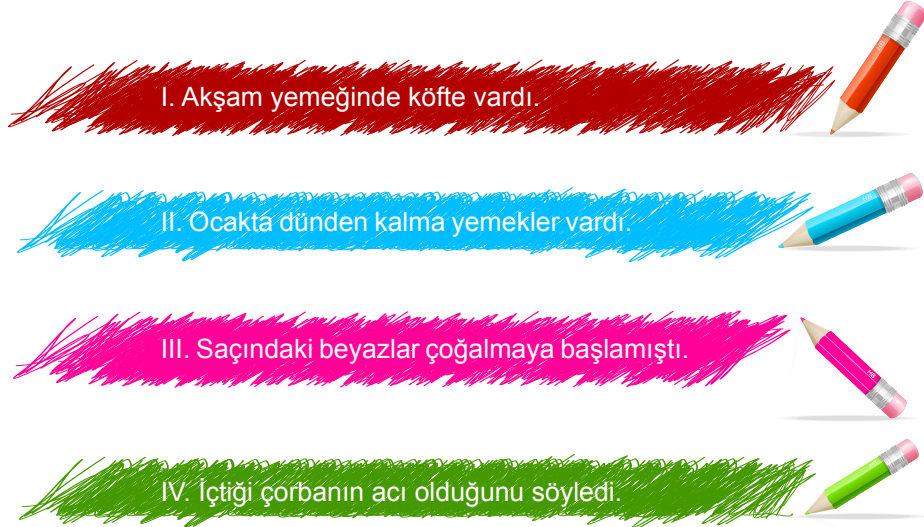 I. Akşam yemeğinde köfte vardı.
II. Ocakta dünden kalma yemekler vardı.
III. Saçındaki beyazlar çoğalmaya başlamıştı.
IV. İçtiği çorbanın acı olduğunu söyledi.